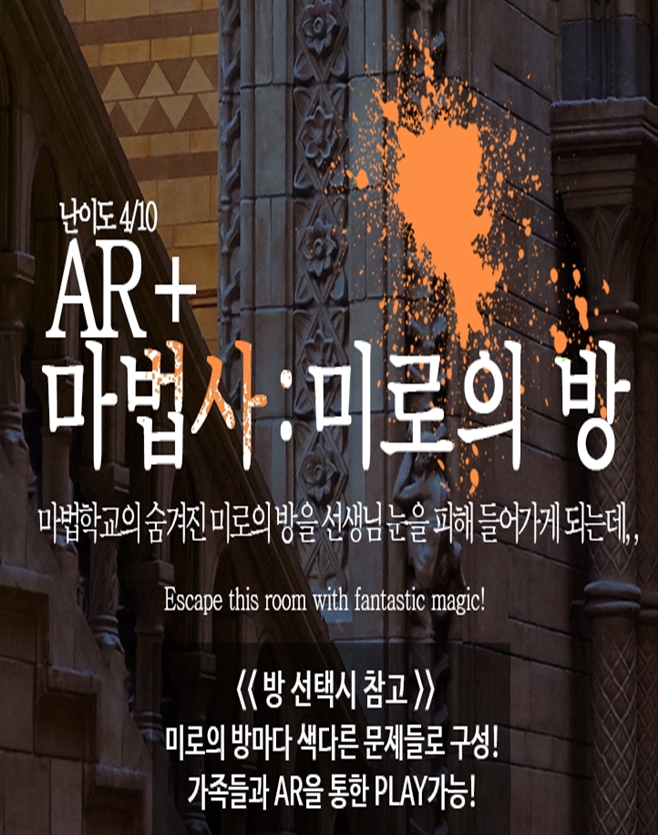 난이도 4/10
AR+
마법사 : 미로의 방
마법학교의 숨겨진 미로의 방을 선생님 눈을 피해 들어가게 되는데,,
Escape this room with fantastic magic!
《 방 선택시 참고 》
미로의 방마다 색다른 문제들로 구성!
가족들과 AR을 통한 PLAY가능!